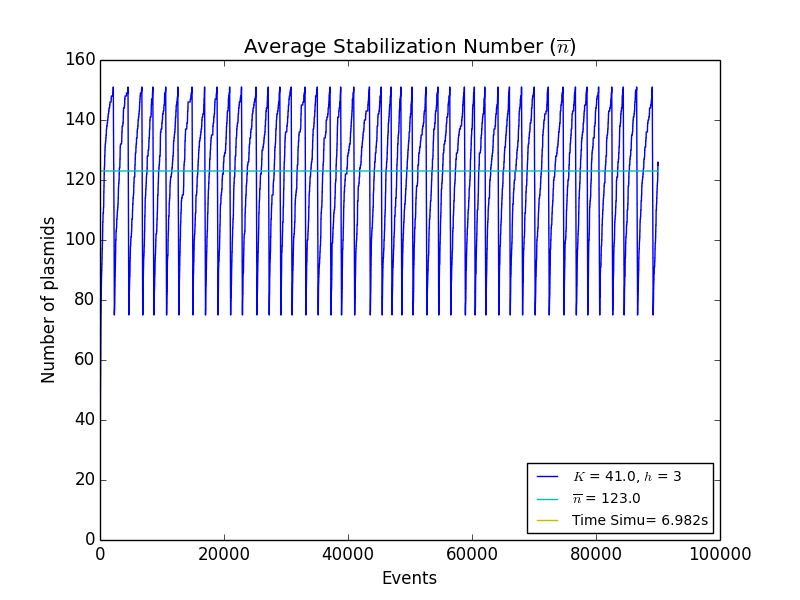 Average Stabilization Number (n̅)
160
140
120
100
80
60
40
20
0
Number of plasmids
K = 41.0, h = 3
n̅ = 123.0
Time Simu= 6.982s
0 20000 40000 60000 80000 100000
Events